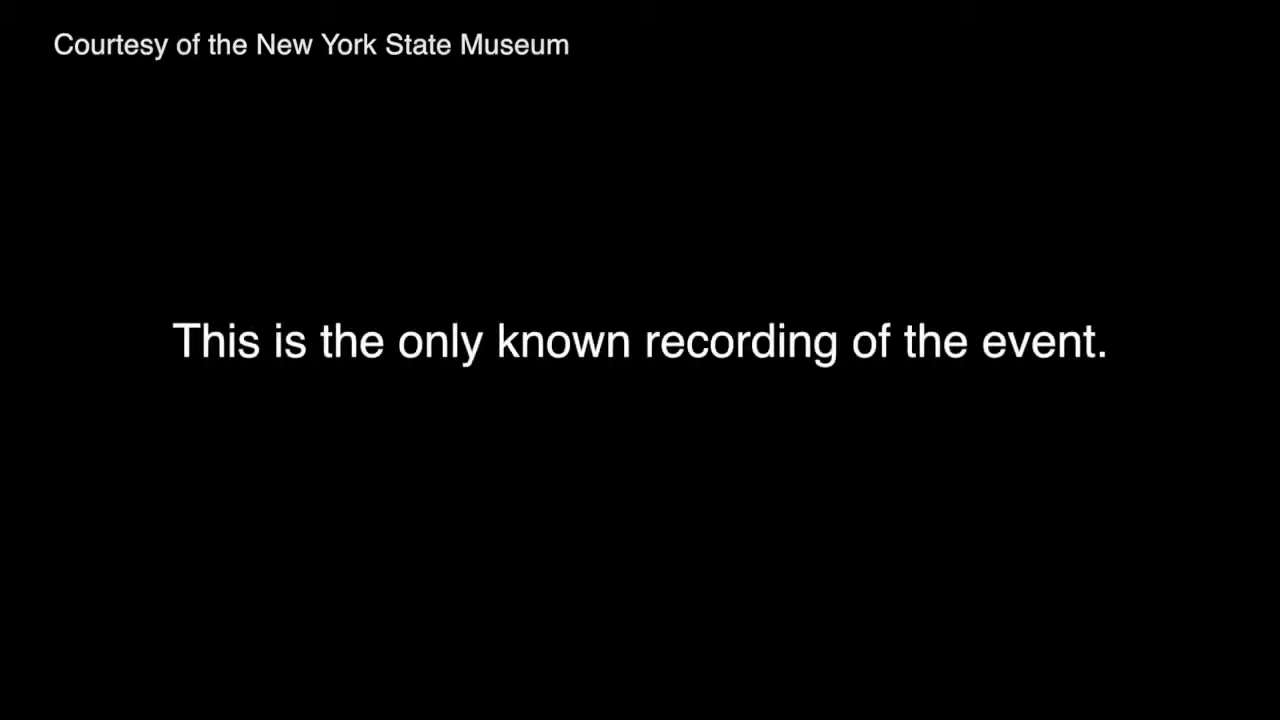 Courtesy of the New York State Museum
This is the only known recording of the event.